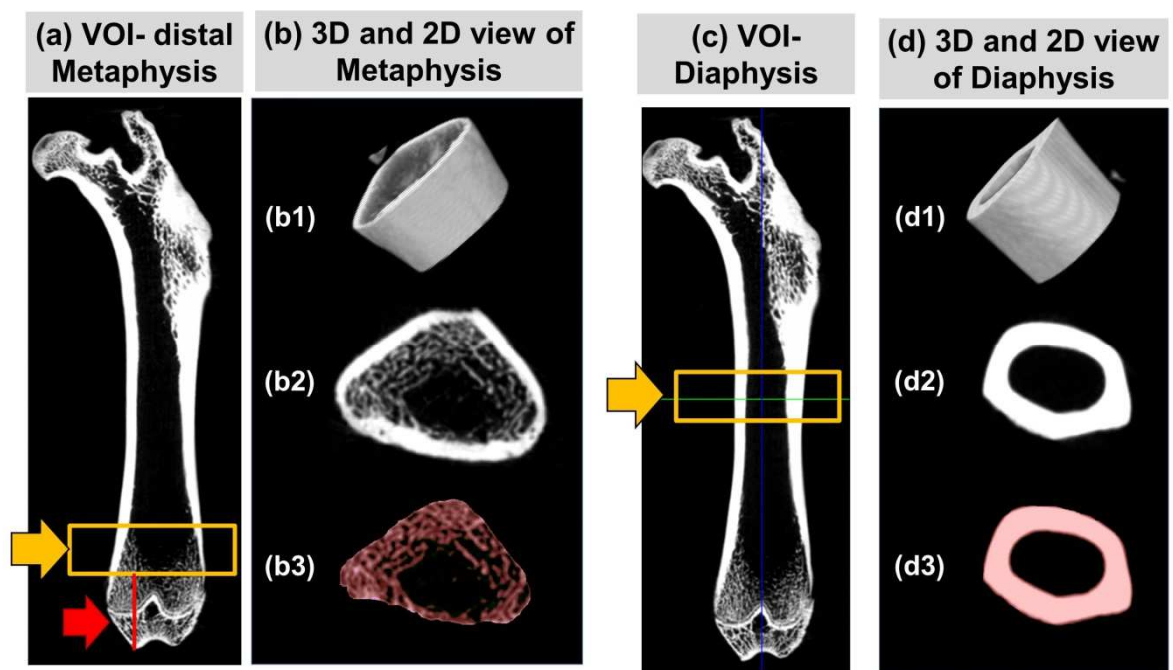 (a) VOI- distal
Metaphysis
(b) 3D and 2D view of
Metaphysis
(c) VOI-
Diaphysis
(d) 3D and 2D view
of Diaphysis
(b1)
(b2)
(b3)
(d1)
(d2)
(d3)